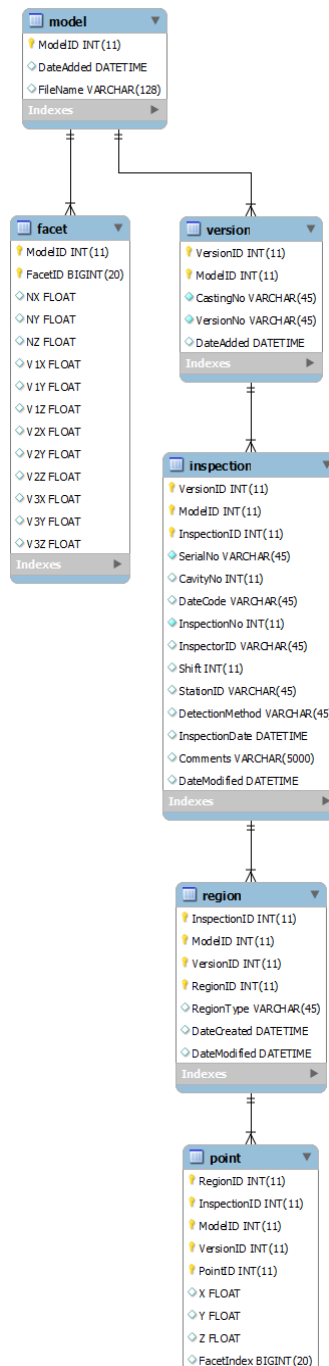 model
ModelID INT(11)
DateAdded DATETIME
FileName VARCHAR(128)
Indexes
facet
ModelID INT(11)
FacetID BIGINT(20)
NX FLOAT
NY FLOAT
NZ FLOAT
V1X FLOAT
V1Y FLOAT
V1Z FLOAT
V2X FLOAT
V2Y FLOAT
V2Z FLOAT
V3X FLOAT
V3Y FLOAT
V3Z FLOAT
Indexes
version
VersionID INT(11)
ModelID INT(11)
CastingNo VARCHAR(45)
VersionNo VARCHAR(45)
DateAdded DATETIME
Indexes
inspection
VersionID INT(11)
ModelID INT(11)
InspectionID INT(11)
SerialNo VARCHAR(45)
CavityNo INT(11)
DateCode VARCHAR(45)
InspectionNo INT(11)
InspectorID VARCHAR(45)
Shift INT(11)
StationID VARCHAR(45)
DetectionMethod VARCHAR(45)
InspectionDate DATETIME
Comments VARCHAR(5000)
DateModified DATETIME
Indexes
region
InspectionID INT(11)
ModelID INT(11)
VersionID INT(11)
RegionID INT(11)
RegionType VARCHAR(45)
DateCreated DATETIME
DateModified DATETIME
Indexes
point
RegionID INT(11)
InspectionID INT(11)
ModelID INT(11)
VersionID INT(11)
PointID INT(11)
X FLOAT
Y FLOAT
Z FLOAT
FacetIndex BIGINT(20)